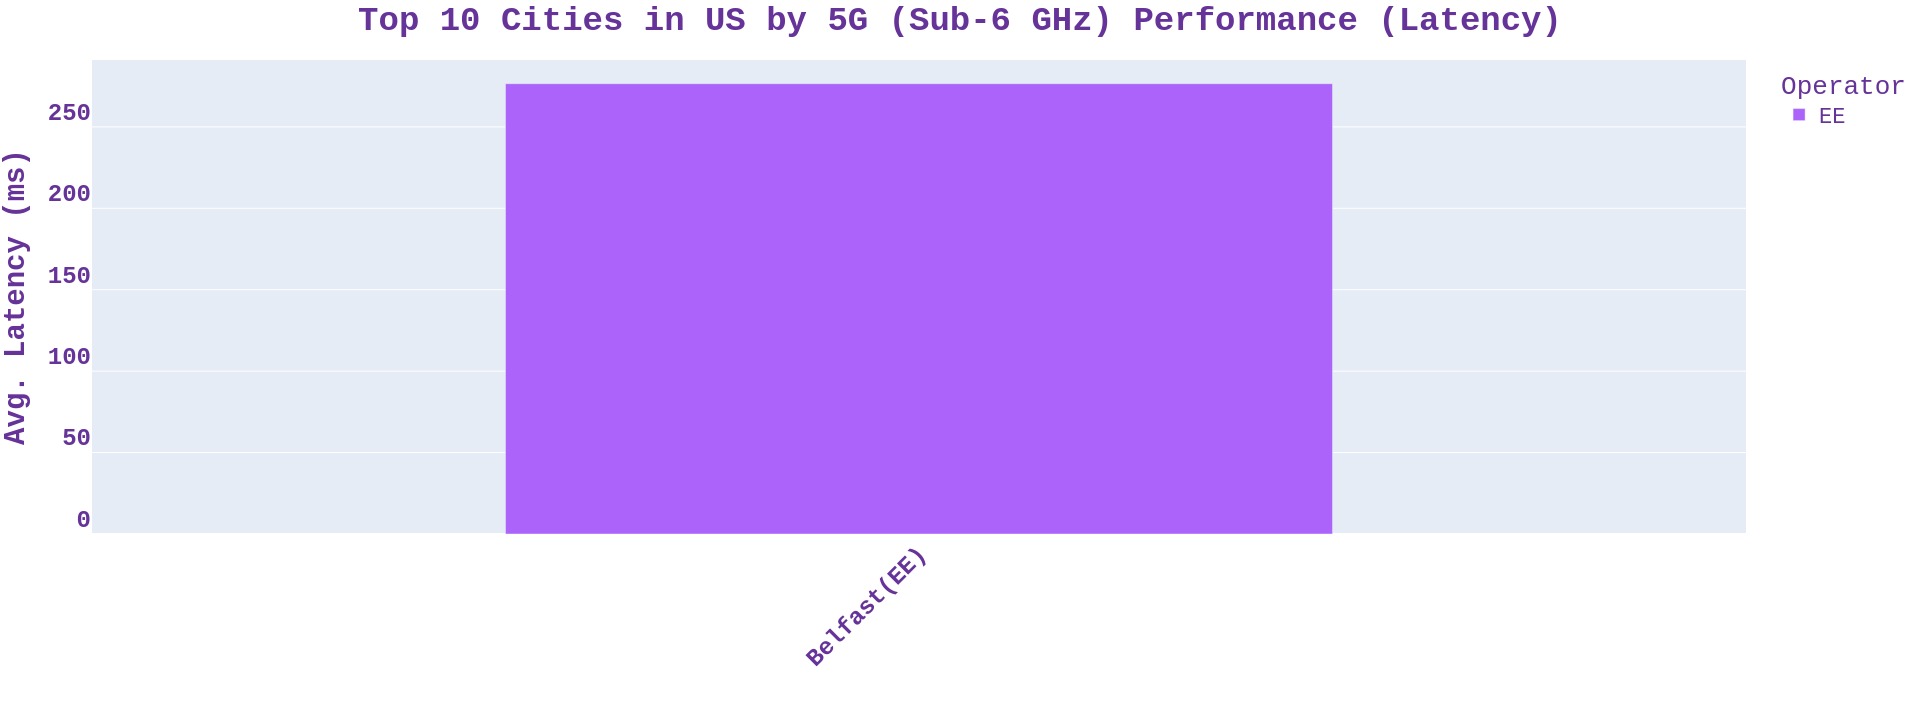 Top 10 Cities in US by 5G (Sub-6 GHz) Performance (Latency)
Operator
EE
Avg. Latency (ms)
250
200
150
100
50
0
Belfast(EE)